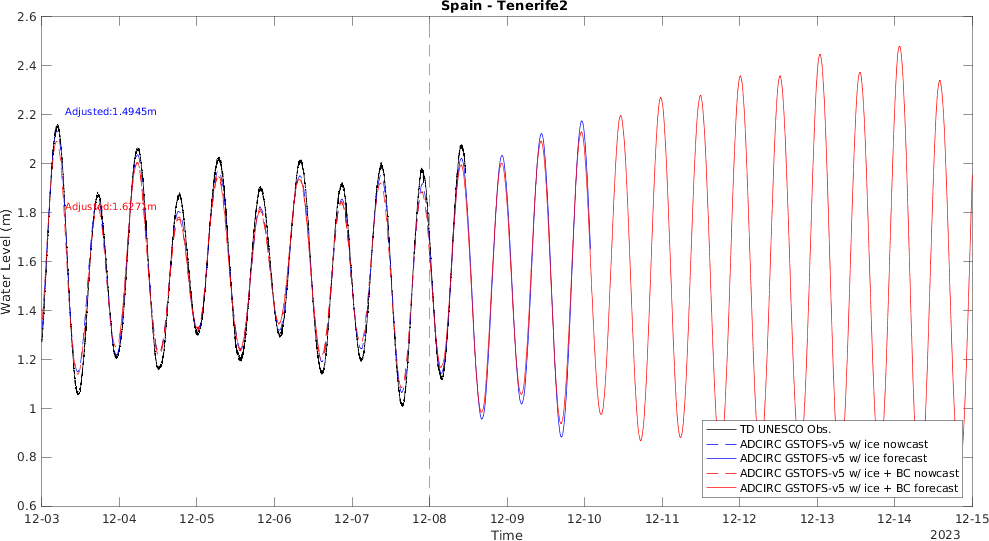 Spain - Tenerife2
2.6
2.4
2.2
2
1.8
1.6
1.4
1.2
1
0.8
0.6
Water Level (m)
Adjusted:1.4945m
Adjusted:1.6271m
TD UNESCO Obs.
ADCIRC GSTOFS-v5 w/ ice nowcast
ADCIRC GSTOFS-v5 w/ ice forecast
ADCIRC GSTOFS-v5 w/ ice + BC nowcast
ADCIRC GSTOFS-v5 w/ ice + BC forecast
12-03 12-04 12-05 12-06 12-07 12-08 12-09 12-10 12-11 12-12 12-13 12-14 12-15
Time
2023